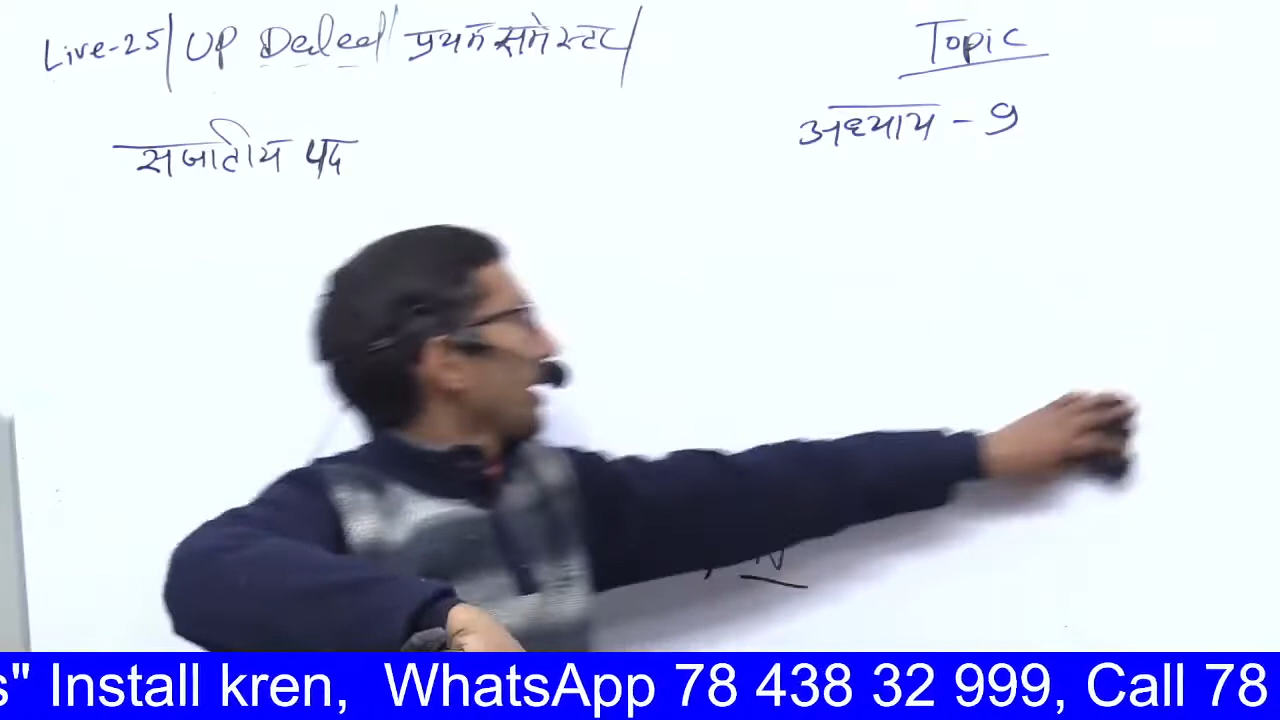 Live-25/ UP Deled/ प्रथम समेस्टर/
Topic
अध्याय - 9
सजातीय पद
s" Install kren, WhatsApp 78 438 32 999, Call 78